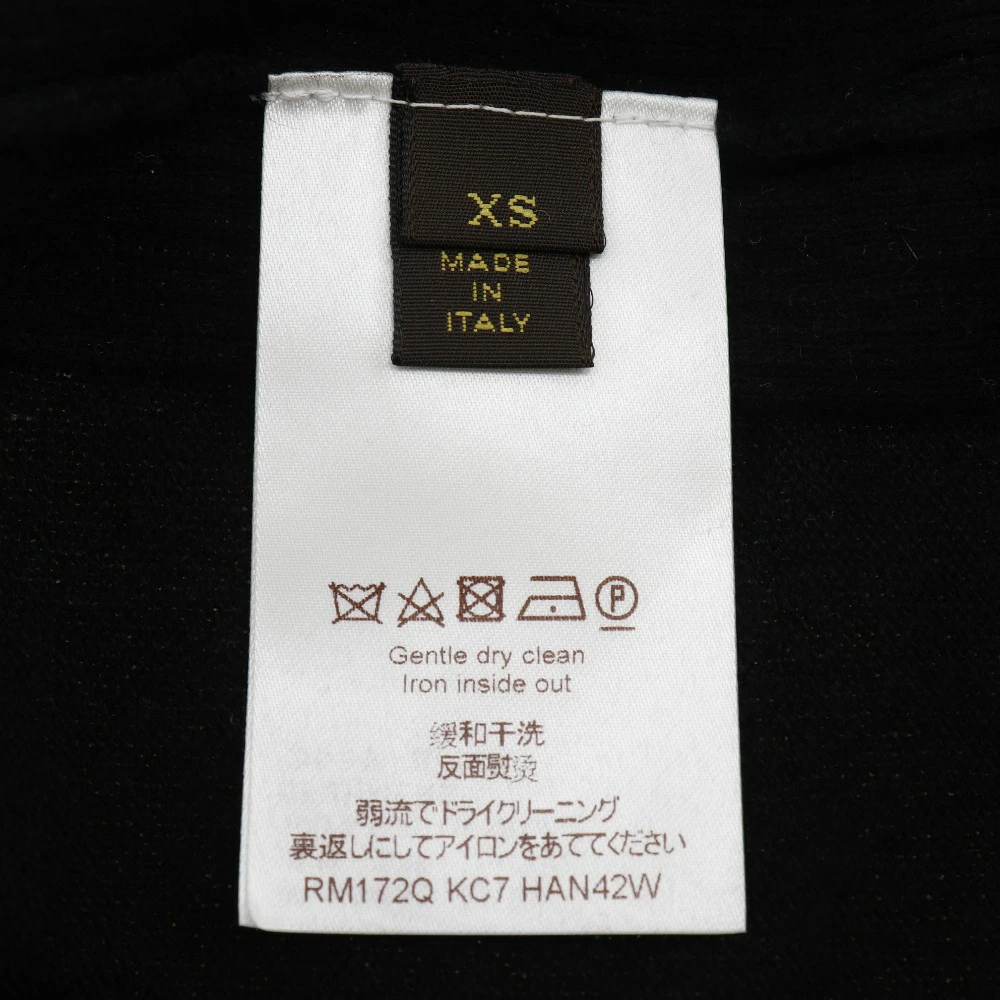 XS
MADE
IN
ITALY
P
Gentle dry clean
Iron inside out
缓和干洗
反面熨烫
弱流でドライクリーニング
裏返しにしてアイロンをあててください
RM172Q KC7 HAN42W